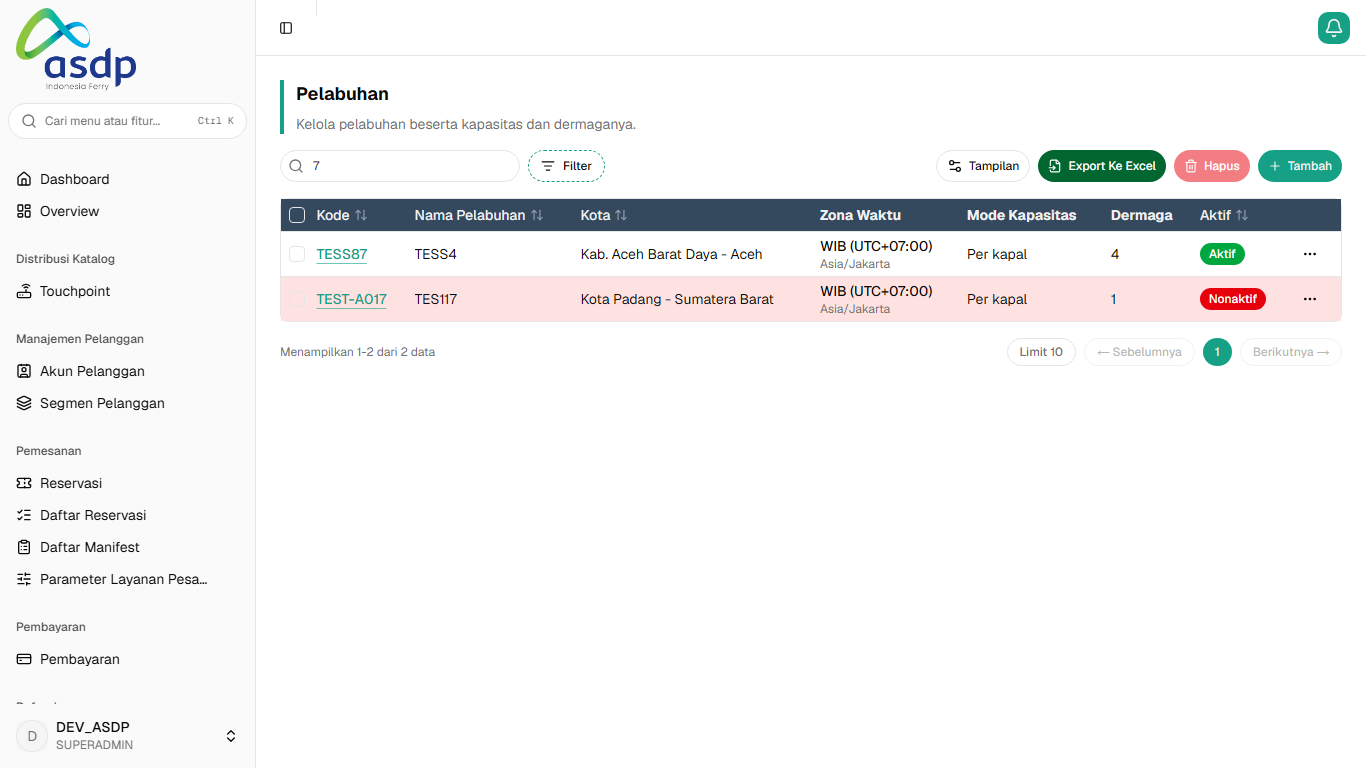 asdp
Indonesia Ferry
Cari menu atau fitur... Ctrl K
Dashboard
Overview
Distribusi Katalog
Touchpoint
Manajemen Pelanggan
Akun Pelanggan
Segmen Pelanggan
Pemesanan
Reservasi
Daftar Reservasi
Daftar Manifest
Parameter Layanan Pesa...
Pembayaran
Pembayaran
D
DEV_ASDP
SUPERADMIN
Pelabuhan
Kelola pelabuhan beserta kapasitas dan dermaganya.
7 Filter Tampilan Export Ke Excel Hapus Tambah
Kode Nama Pelabuhan Kota Zona Waktu Mode Kapasitas Dermaga Aktif
TESS87 TESS4 Kab. Aceh Barat Daya - Aceh WIB (UTC+07:00) Per kapal 4 Aktif
Asia/Jakarta
TEST-A017 TES117 Kota Padang - Sumatera Barat WIB (UTC+07:00) Per kapal 1 Nonaktif
Asia/Jakarta
Menampilkan 1-2 dari 2 data Limit 10 ← Sebelumnya 1 Berikutnya →